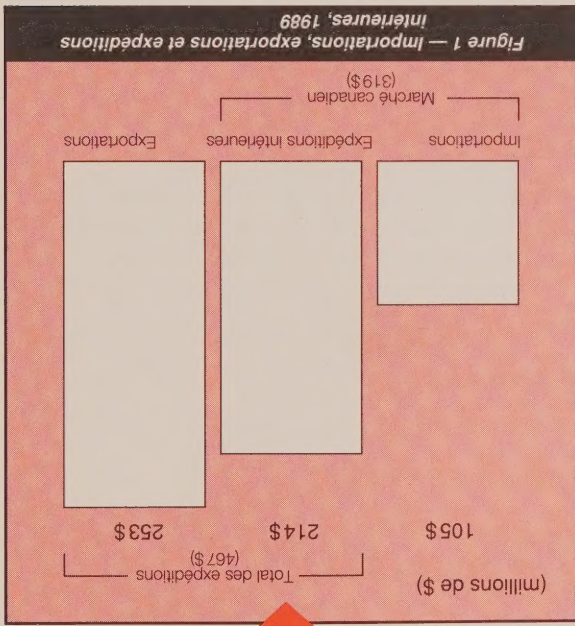 (millions de $)
Total des expéditions
(467 $)
105 $
214 $
253 $
Importations
Expéditions intérieures
Exportations
Marché canadien
(319 $)
Figure 1 — Importations, exportations et expéditions
intérieures, 1989